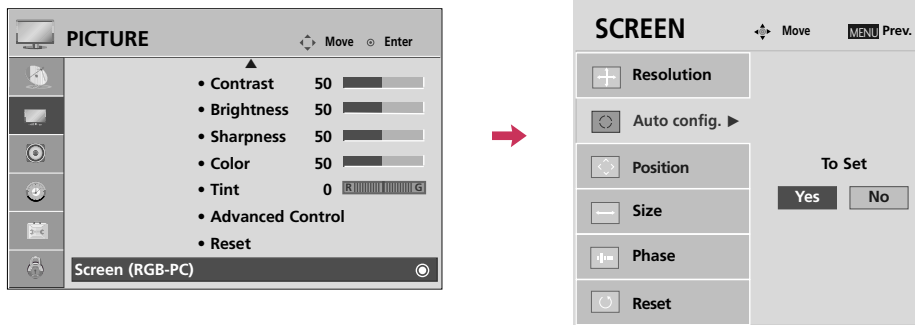 PICTURE
Move
Enter
• Contrast 50
• Brightness 50
• Sharpness 50
• Color 50
• Tint 0 R G
• Advanced Control
• Reset
Screen (RGB-PC)
SCREEN
Move
MENU Prev.
Resolution
Auto config. ►
Position
Size
Phase
Reset
To Set
Yes No